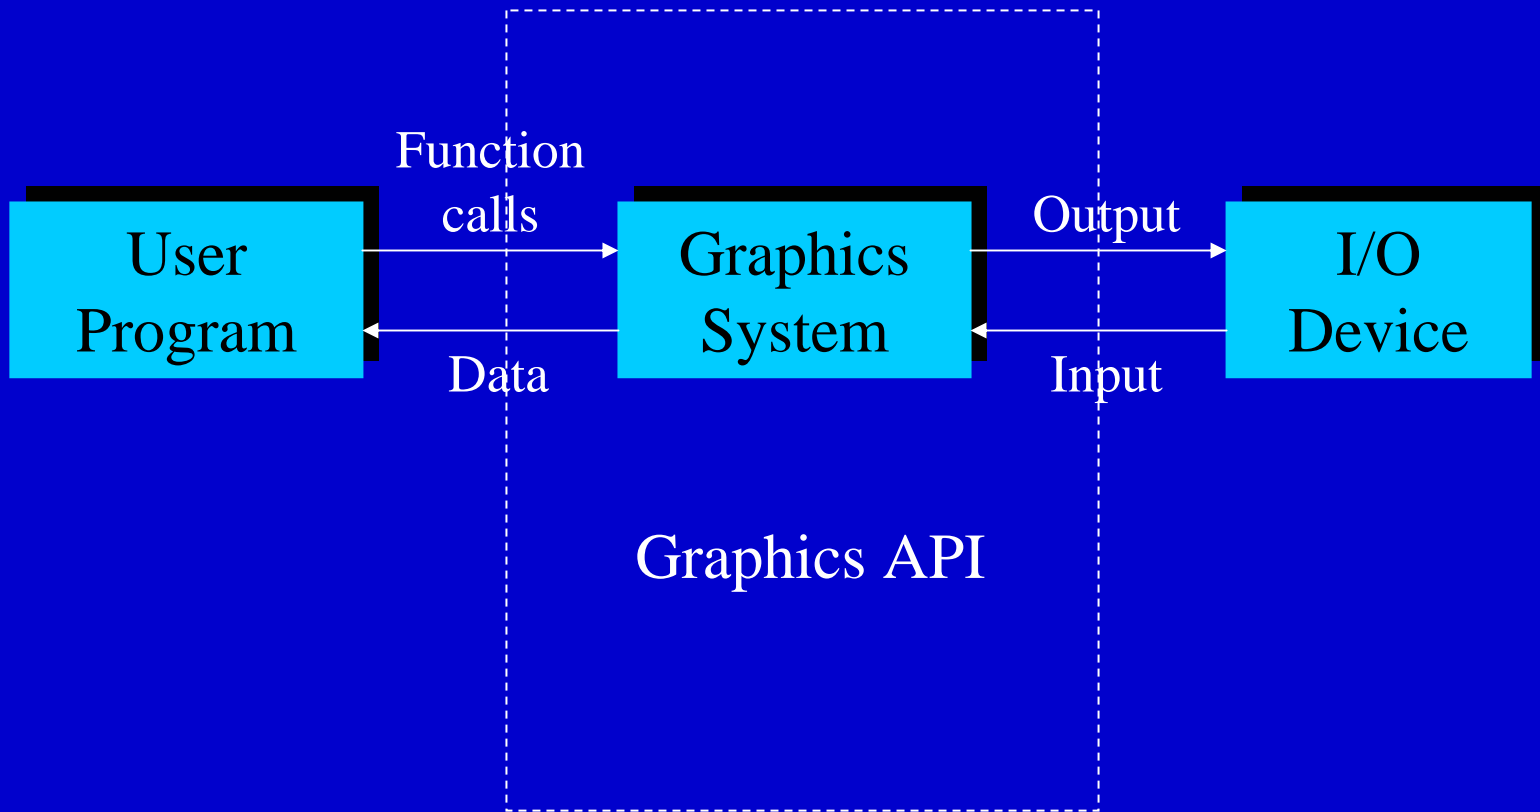 Function
calls
User
Program
Data
Graphics
System
Output
Input
I/O
Device
Graphics API